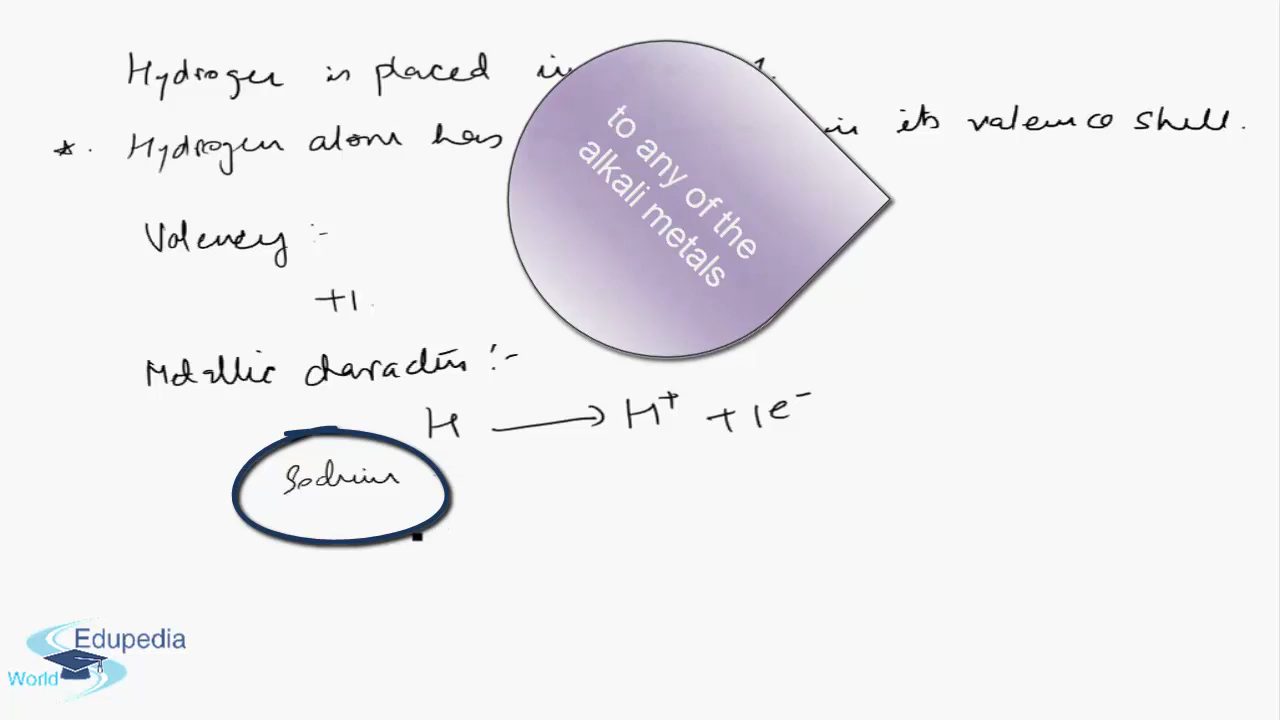 Hydrogen is placed in
* Hydrogen atom has in its valence shell.
to any of the
alkali metals
Valency :-
+1
Metallic character :-
H → H⁺ + 1e⁻
Sodium
Edupedia
World